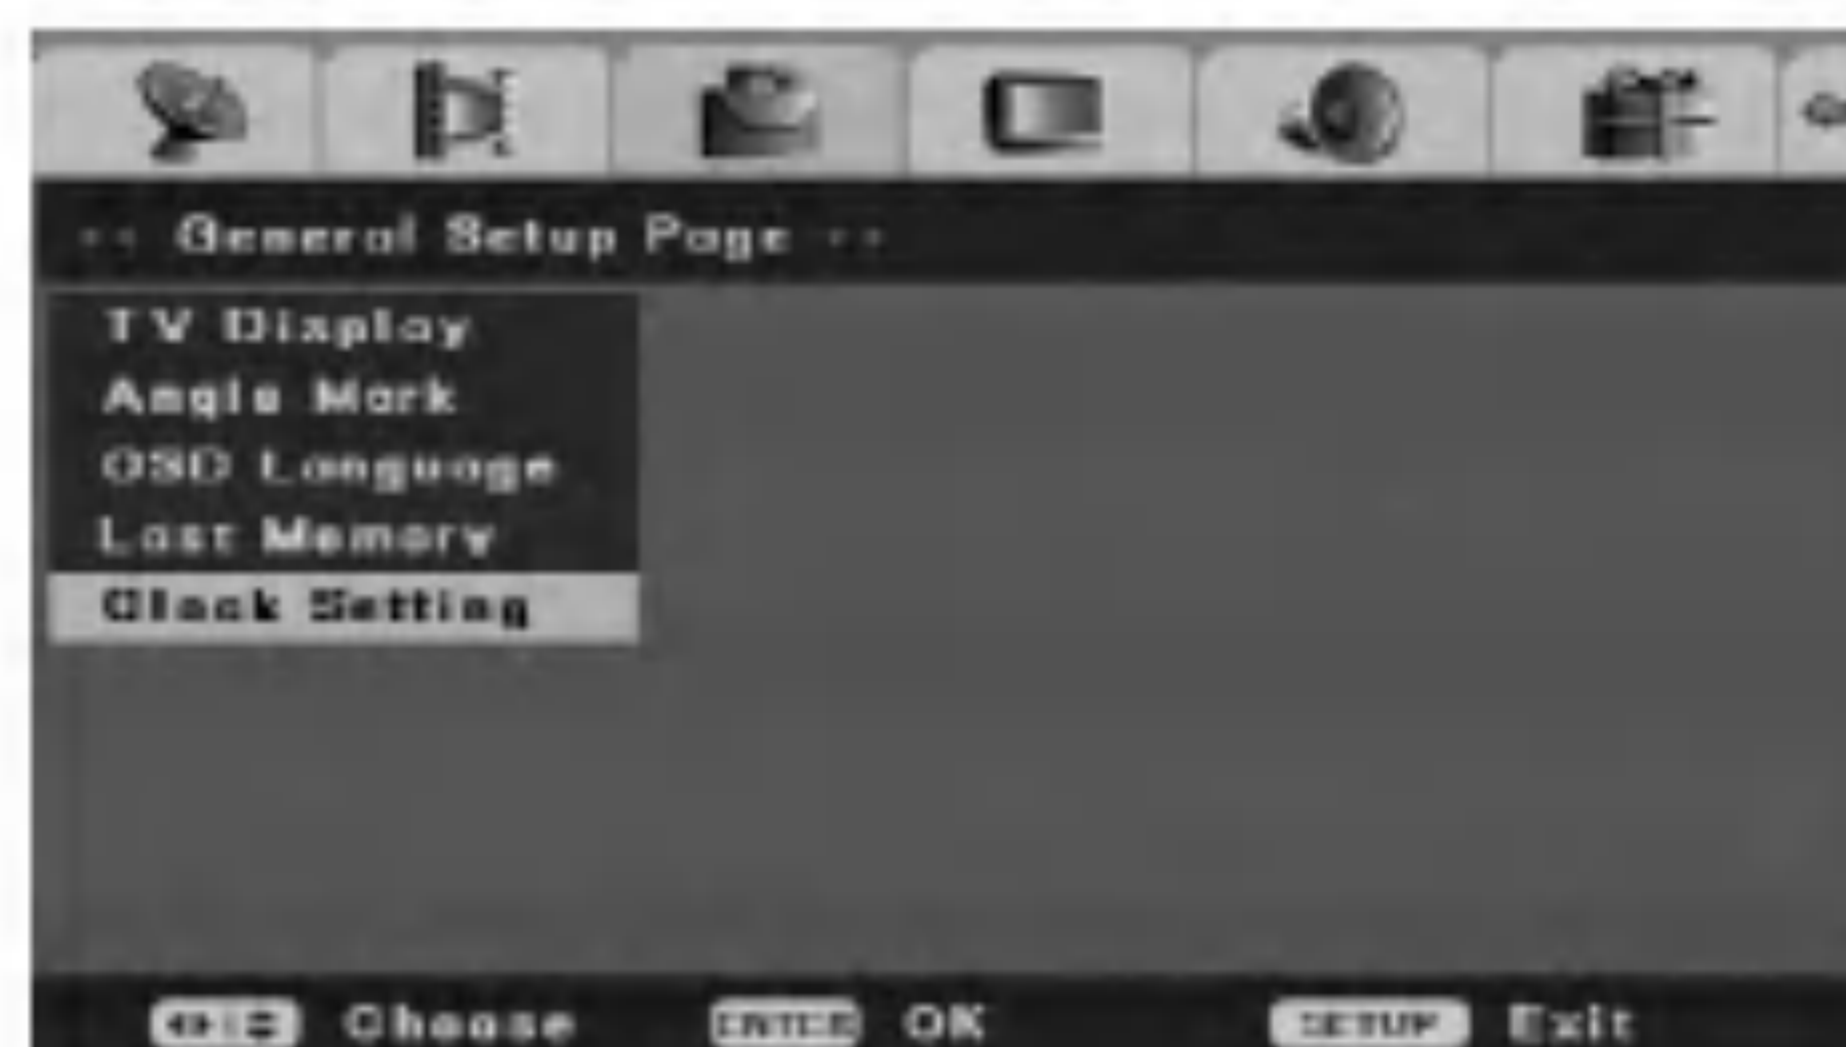 -- General Setup Page --
TV Display
Angle Mark
OSD Language
Last Memory
Clock Setting
Choose ENTER OK SETUP Exit